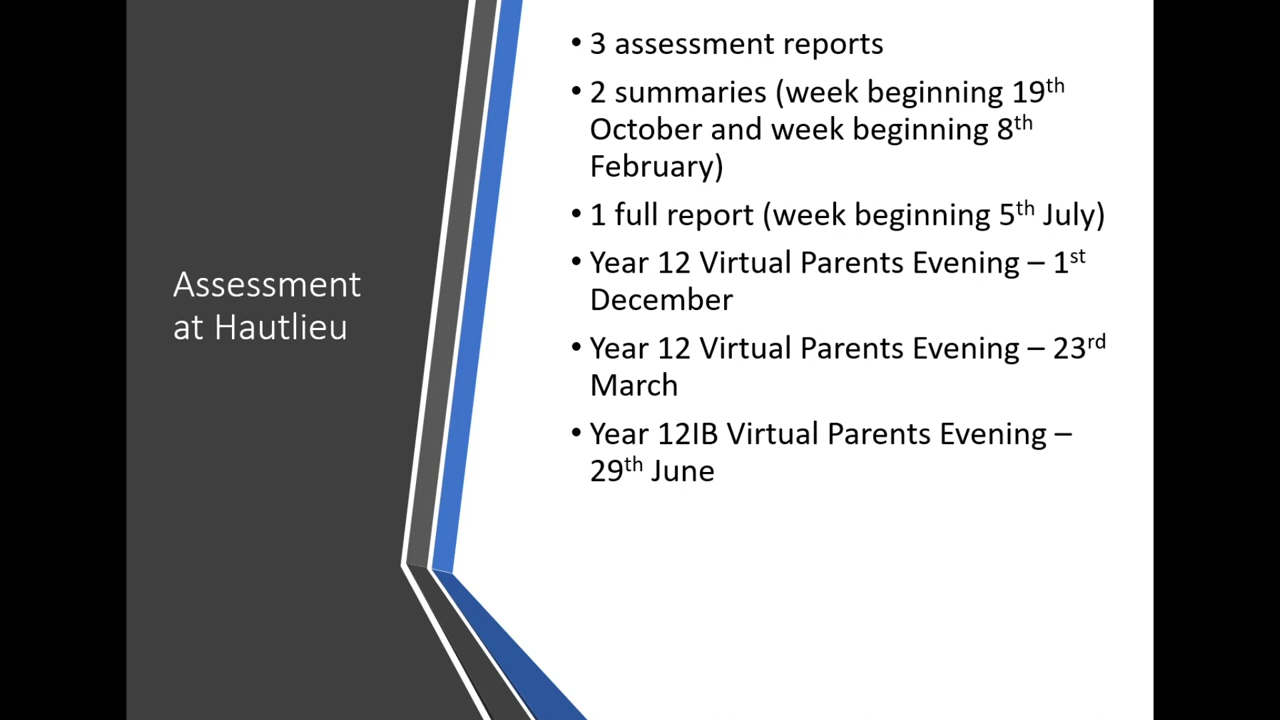 Assessment
at Hautlieu
• 3 assessment reports
• 2 summaries (week beginning 19th
October and week beginning 8th
February)
• 1 full report (week beginning 5th July)
• Year 12 Virtual Parents Evening – 1st
December
• Year 12 Virtual Parents Evening – 23rd
March
• Year 12IB Virtual Parents Evening –
29th June